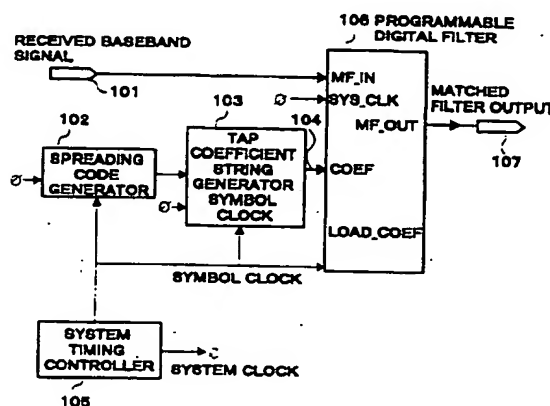 106 PROGRAMMABLE
DIGITAL FILTER
RECEIVED BASEBAND
SIGNAL
101
MF_IN
ø
SYS_CLK
MATCHED
FILTER OUTPUT
MF_OUT
107
102
SPREADING
CODE
GENERATOR
ø
103
TAP
COEFFICIENT
STRING
GENERATOR
SYMBOL
CLOCK
ø
104
COEF
LOAD_COEF
SYMBOL CLOCK
SYSTEM
TIMING
CONTROLLER
ø
SYSTEM CLOCK
105